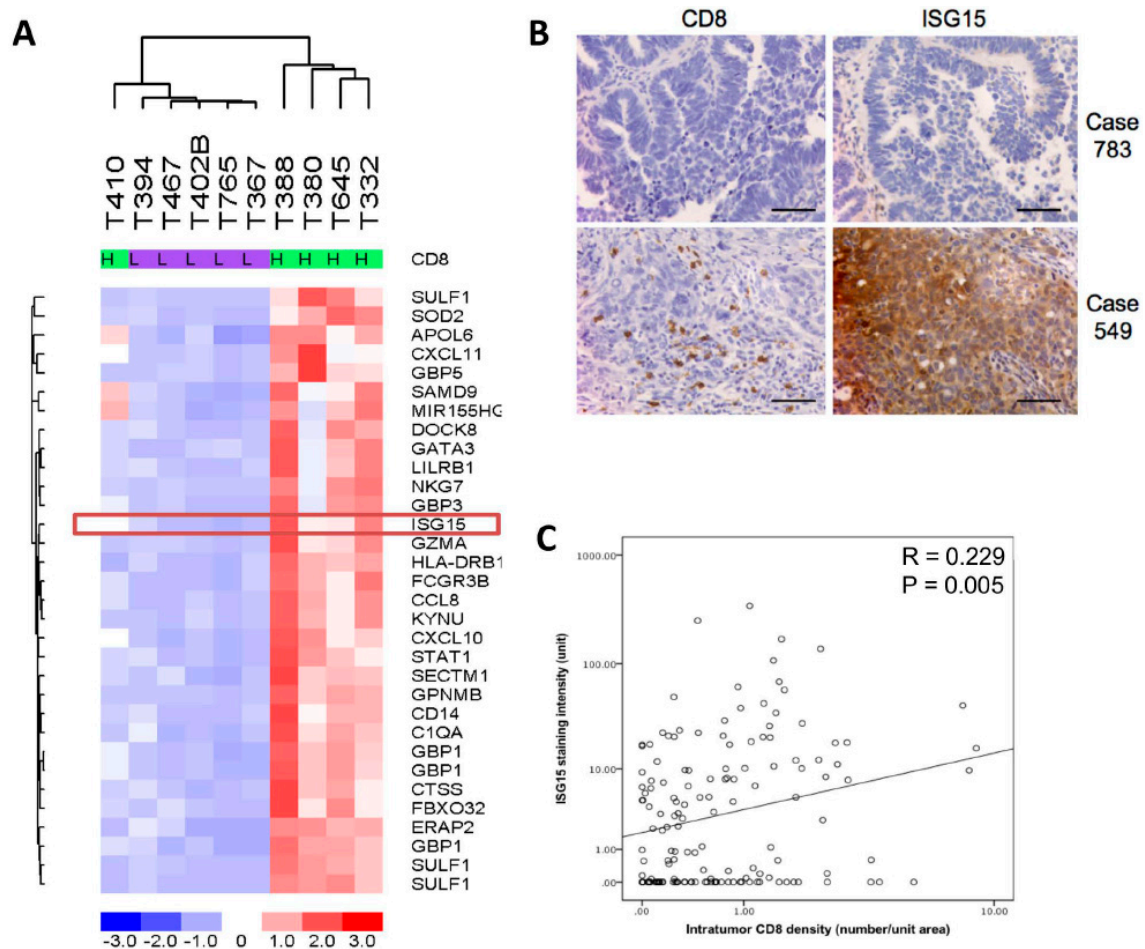 A
T410
T394
T467
T402B
T765
T367
T388
T380
T645
T332
H L L L L L H H H H CD8
SULF1
SOD2
APOL6
CXCL11
GBP5
SAMD9
MIR155HG
DOCK8
GATA3
LILRB1
NKG7
GBP3
ISG15
GZMA
HLA-DRB1
FCGR3B
CCL8
KYNU
CXCL10
STAT1
SECTM1
GPNMB
CD14
C1QA
GBP1
GBP1
CTSS
FBXO32
ERAP2
GBP1
SULF1
SULF1
-3.0 -2.0 -1.0 0 1.0 2.0 3.0
B
CD8 ISG15
Case
783
Case
549
C
R = 0.229
P = 0.005
ISG15 staining intensity (unit)
1000.00
100.00
10.00
1.00
.00
.00 1.00 10.00
Intratumor CD8 density (number/unit area)